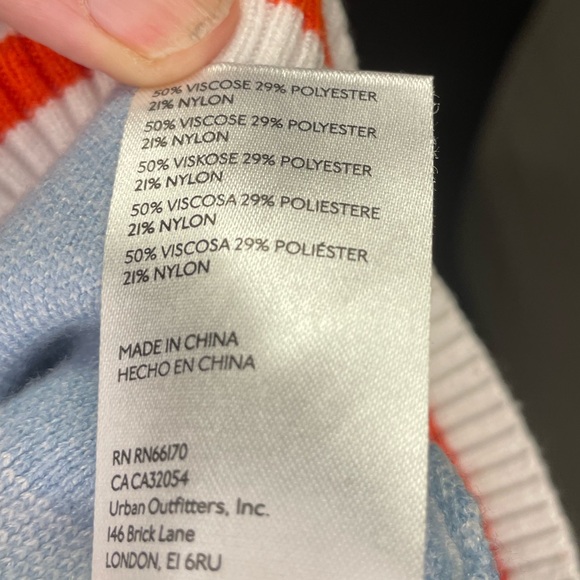 50% VISCOSE 29% POLYESTER
21% NYLON
50% VISCOSE 29% POLYESTER
21% NYLON
50% VISKOSE 29% POLYESTER
21% NYLON
50% VISCOSA 29% POLIESTERE
21% NYLON
50% VISCOSA 29% POLIÉSTER
21% NYLON
MADE IN CHINA
HECHO EN CHINA
RN RN66170
CA CA32054
Urban Outfitters, Inc.
146 Brick Lane
LONDON, E1 6RU